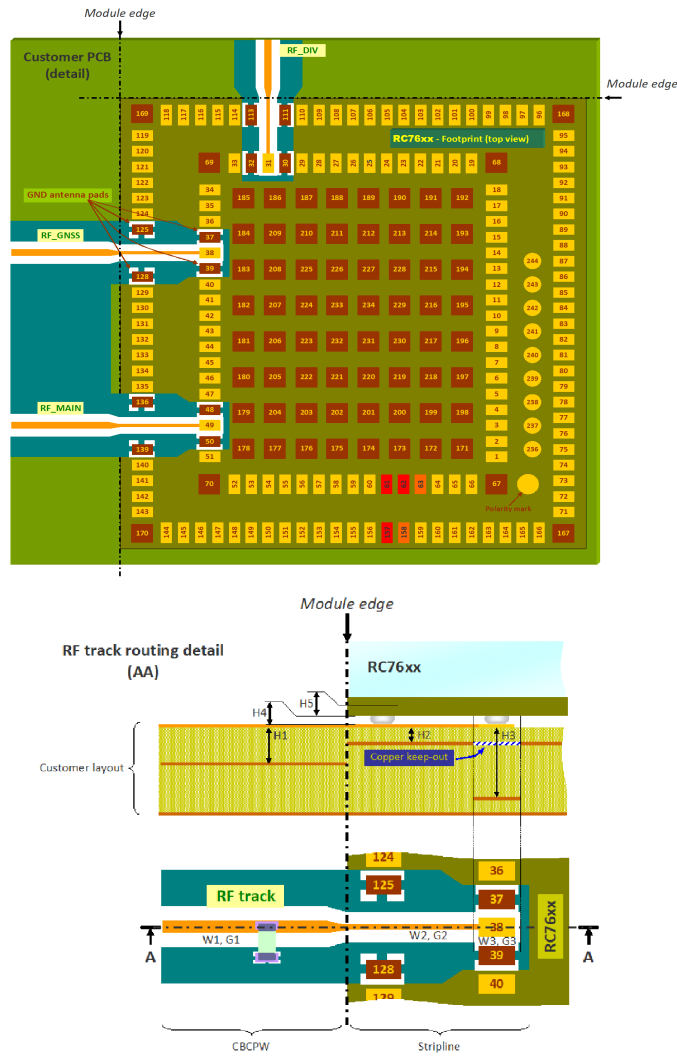 Module edge
Customer PCB
(detail)
RF_DIV
Module edge
169 118 117 116 115 114 113 111 110 109 108 107 106 105 104 103 102 101 100 99 98 97 96 168
RC76xx - Footprint (top view)
69 33 32 31 30 29 28 27 26 25 24 23 22 21 20 19 68
119
120
121
122
123
124
125
128
129
130
131
132
133
134
135
136
139
140
141
142
143
GND antenna pads
RF_GNSS
RF_MAIN
34
35
36
37
38
39
40
41
42
43
44
45
46
47
48
49
50
51
185 186 187 188 189 190 191 192
184 209 210 211 212 213 214 193
183 208 225 226 227 228 215 194
182 207 224 233 234 229 216 195
181 206 223 232 231 230 217 196
180 205 222 221 220 219 218 197
179 204 203 202 201 200 199 198
178 177 176 175 174 173 172 171
18
17
16
15
14
13
12
11
10
9
8
7
6
5
4
3
2
1
244
243
242
241
240
239
238
237
236
95
94
93
92
91
90
89
88
87
86
85
84
83
82
81
80
79
78
77
76
75
74
73
72
71
70 52 53 54 55 56 57 58 59 60 61 62 63 64 65 66 67
Polarity mark
170 144 145 146 147 148 149 150 151 152 153 154 155 156 157 158 159 160 161 162 163 164 165 166 167
Module edge
RF track routing detail
(AA)
RC76xx
H5
H4
H1
H2
H3
Copper keep-out
Customer layout
124
125
36
37
RF track
38
W1, G1
W2, G2
W3, G3
39
128
40
129
RC76xx
A
A
CBCPW
Stripline